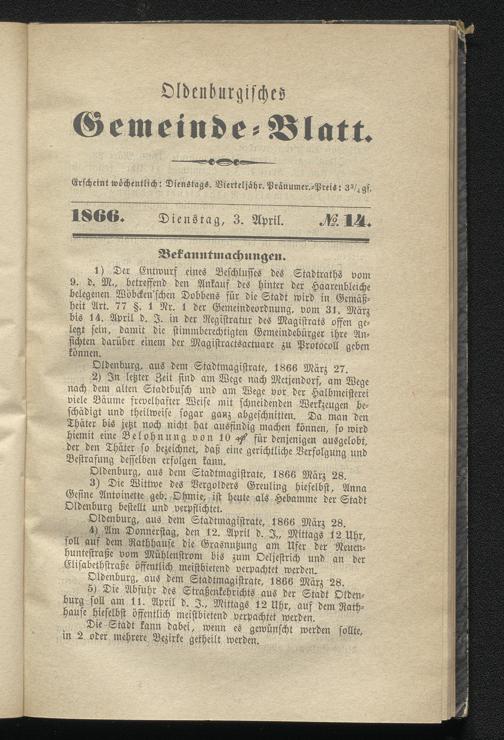 Oldenburgisches
Gemeinde-Blatt.
Erscheint wöchentlich: Dienstags. Vierteljähr. Pränumer.-Preis: 3¾ gs.
1866. Dienstag, 3. April. №. 14.
Bekanntmachungen.
1) Der Entwurf eines Beschlusses des Stadtraths vom
9. d. M., betreffend den Ankauf des hinter der Haarenbleiche
belegenen Wöbcken'schen Dobbens für die Stadt wird in Gemäß-
heit Art. 77 §. 1 Nr. 1 der Gemeindeordnung, vom 31. März
bis 14. April d. J. in der Registratur des Magistrats offen ge-
legt sein, damit die stimmberechtigten Gemeindebürger ihre An-
sichten darüber einem der Magistractsactuare zu Protocoll geben
können.
Oldenburg, aus dem Stadtmagistrate, 1866 März 27.
2) In letzter Zeit sind am Wege nach Netjendorf, am Wege
nach dem alten Stadtbusch und am Wege vor der Halbmeisterei
viele Bäume frevelhafter Weise mit schneidenden Werkzeugen be-
schädigt und theilweise sogar ganz abgeschnitten. Da man den
Thäter bis jetzt noch nicht hat ausfindig machen können, so wird
hiemit eine Belohnung von 10 ₰ für denjenigen ausgelobt,
der den Thäter so bezeichnet, daß eine gerichtliche Verfolgung und
Bestrafung desselben erfolgen kann.
Oldenburg, aus dem Stadtmagistrate, 1866 März 28.
3) Die Wittwe des Vergolders Greuling hieselbst, Anna
Gesine Antoinette geb. Ohmie, ist heute als Hebamme der Stadt
Oldenburg bestellt und verpflichtet.
Oldenburg, aus dem Stadtmagistrate, 1866 März 28.
4) Am Donnerstag, den 12. April d. J., Mittags 12 Uhr,
soll auf dem Rathhause die Grasnutzung am Ufer der Neuen-
huntestraße vom Mühlenstrom bis zum Oeljestrich und an der
Elisabethstraße öffentlich meistbietend verpachtet werden.
Oldenburg, aus dem Stadtmagistrate, 1866 März 28.
5) Die Abfuhr des Straßenkehrichts aus der Stadt Olden-
burg soll am 11. April d. J., Mittags 12 Uhr, auf dem Rath-
hause hieselbst öffentlich meistbietend verpachtet werden.
Die Stadt kann dabei, wenn es gewünscht werden sollte,
in 2 oder mehrere Bezirke getheilt werden.